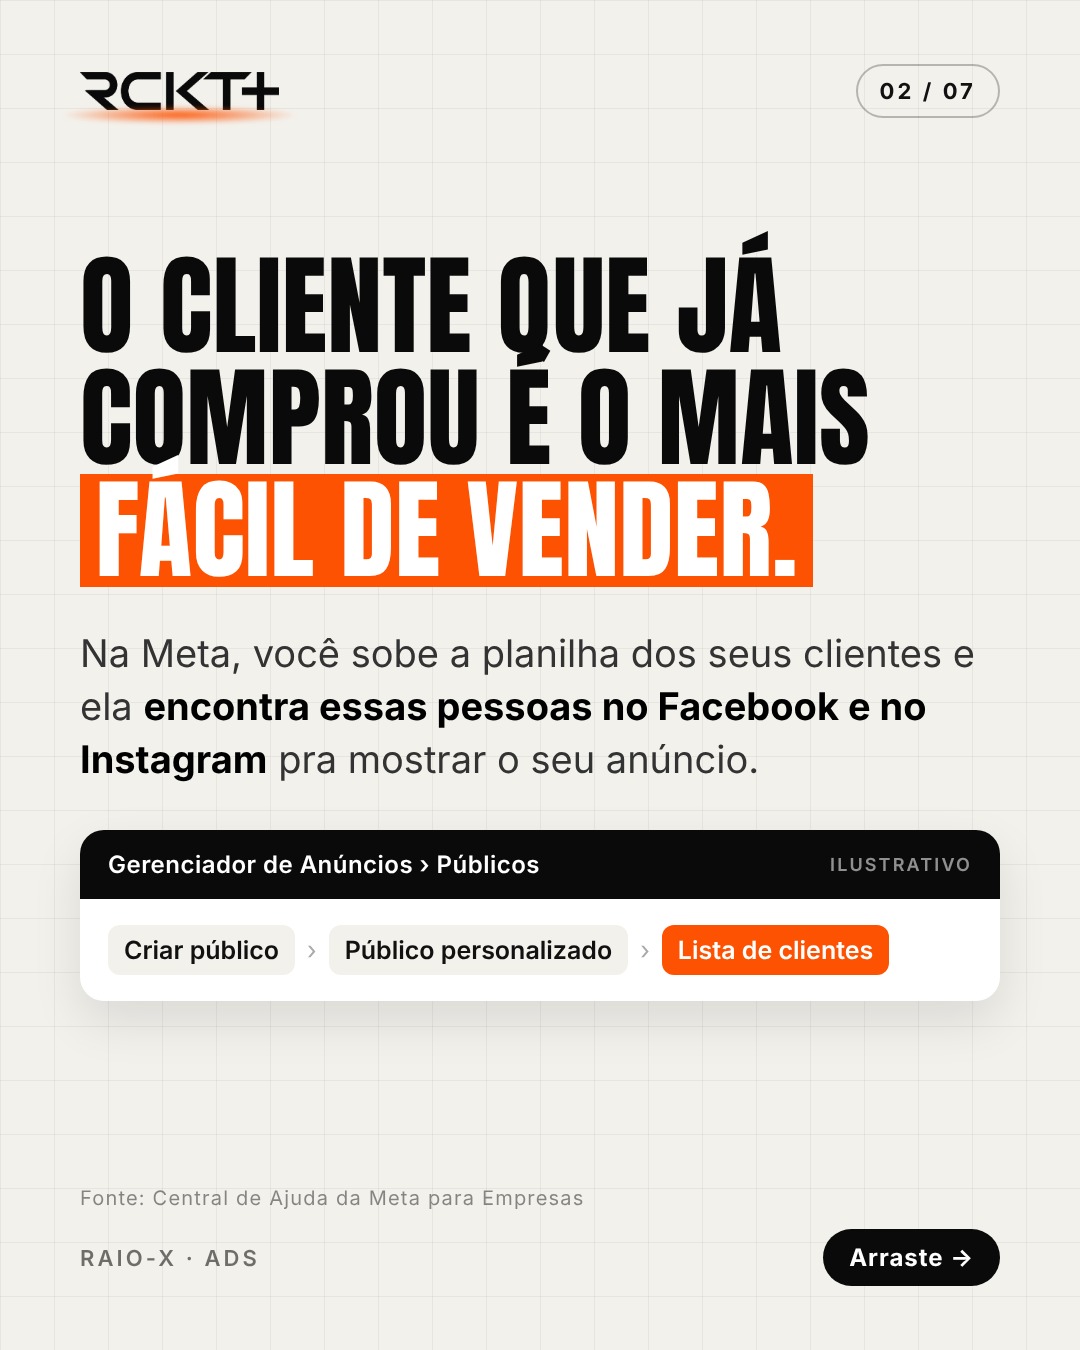 RCKT+
02 / 07
O CLIENTE QUE JÁ
COMPROU É O MAIS
FÁCIL DE VENDER.
Na Meta, você sobe a planilha dos seus clientes e
ela encontra essas pessoas no Facebook e no
Instagram pra mostrar o seu anúncio.
Gerenciador de Anúncios › Públicos
ILUSTRATIVO
Criar público › Público personalizado › Lista de clientes
Fonte: Central de Ajuda da Meta para Empresas
RAIO-X · ADS
Arraste →